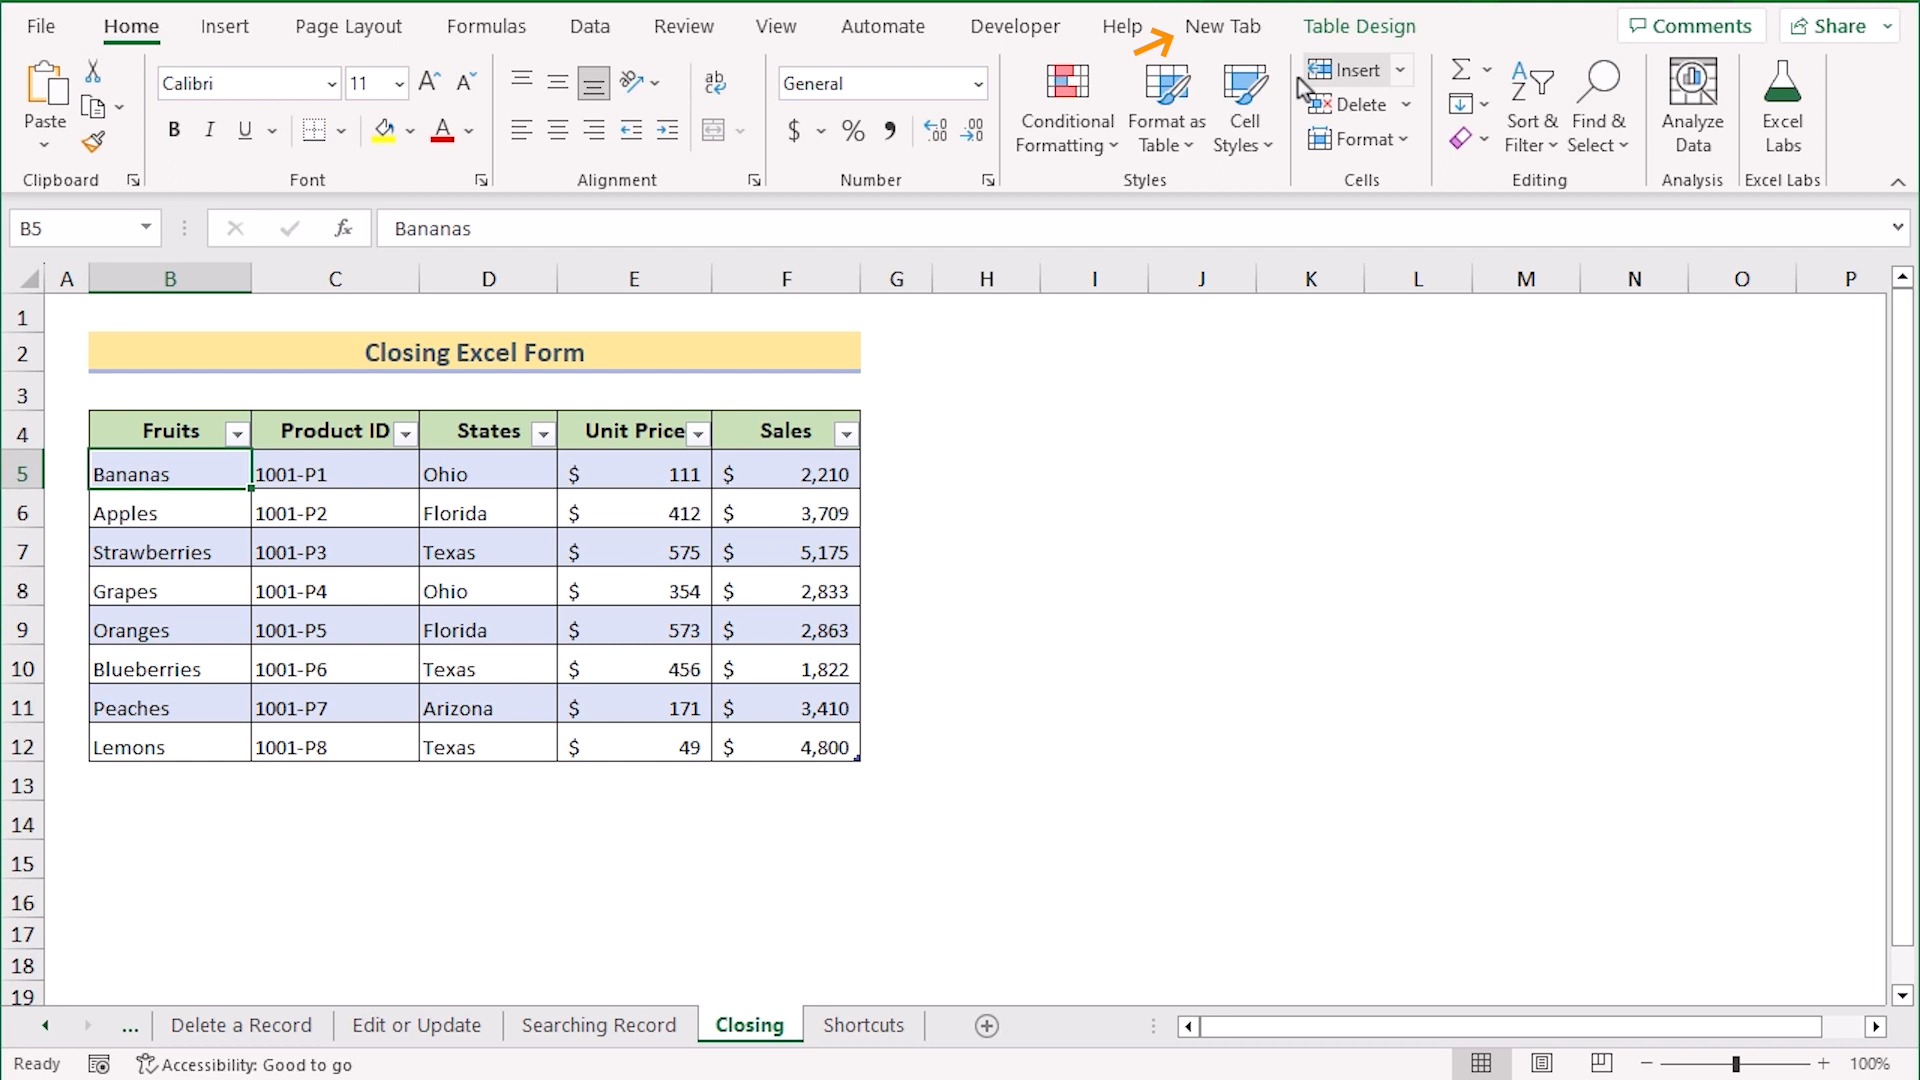 File Home Insert Page Layout Formulas Data Review View Automate Developer Help New Tab Table Design Comments Share
Calibri 11 ab General Insert
Paste Conditional Formatting Format as Table Cell Styles Delete Sort & Filter Find & Select Analyze Data Excel Labs
B I U A $ % 9 Format
Clipboard Font Alignment Number Styles Cells Editing Analysis Excel Labs
B5 fx Bananas
A B C D E F G H I J K L M N O P
1
2 Closing Excel Form
3
4 Fruits Product ID States Unit Price Sales
5 Bananas 1001-P1 Ohio $ 111 $ 2,210
6 Apples 1001-P2 Florida $ 412 $ 3,709
7 Strawberries 1001-P3 Texas $ 575 $ 5,175
8 Grapes 1001-P4 Ohio $ 354 $ 2,833
9 Oranges 1001-P5 Florida $ 573 $ 2,863
10 Blueberries 1001-P6 Texas $ 456 $ 1,822
11 Peaches 1001-P7 Arizona $ 171 $ 3,410
12 Lemons 1001-P8 Texas $ 49 $ 4,800
13
14
15
16
17
18
19
... Delete a Record Edit or Update Searching Record Closing Shortcuts
Ready Accessibility: Good to go 100%